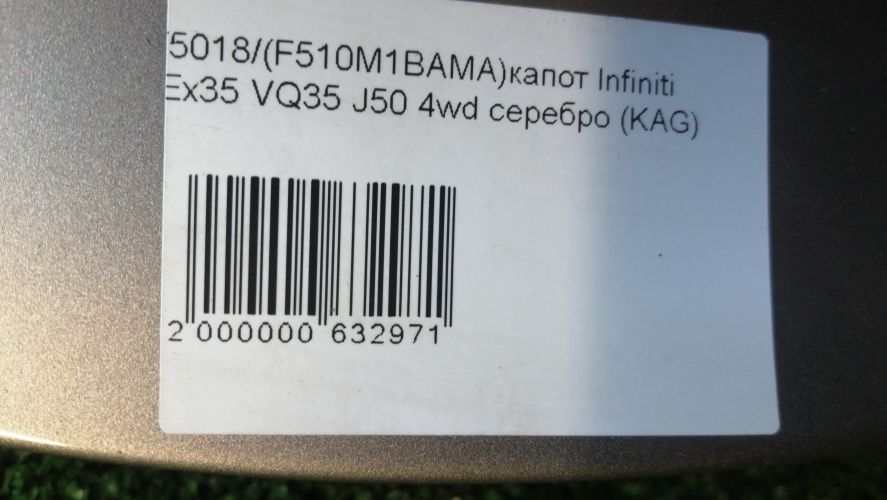 5018/(F510M1BAMA)капот Infiniti
Ex35 VQ35 J50 4wd серебро (KAG)
2 000000 632971